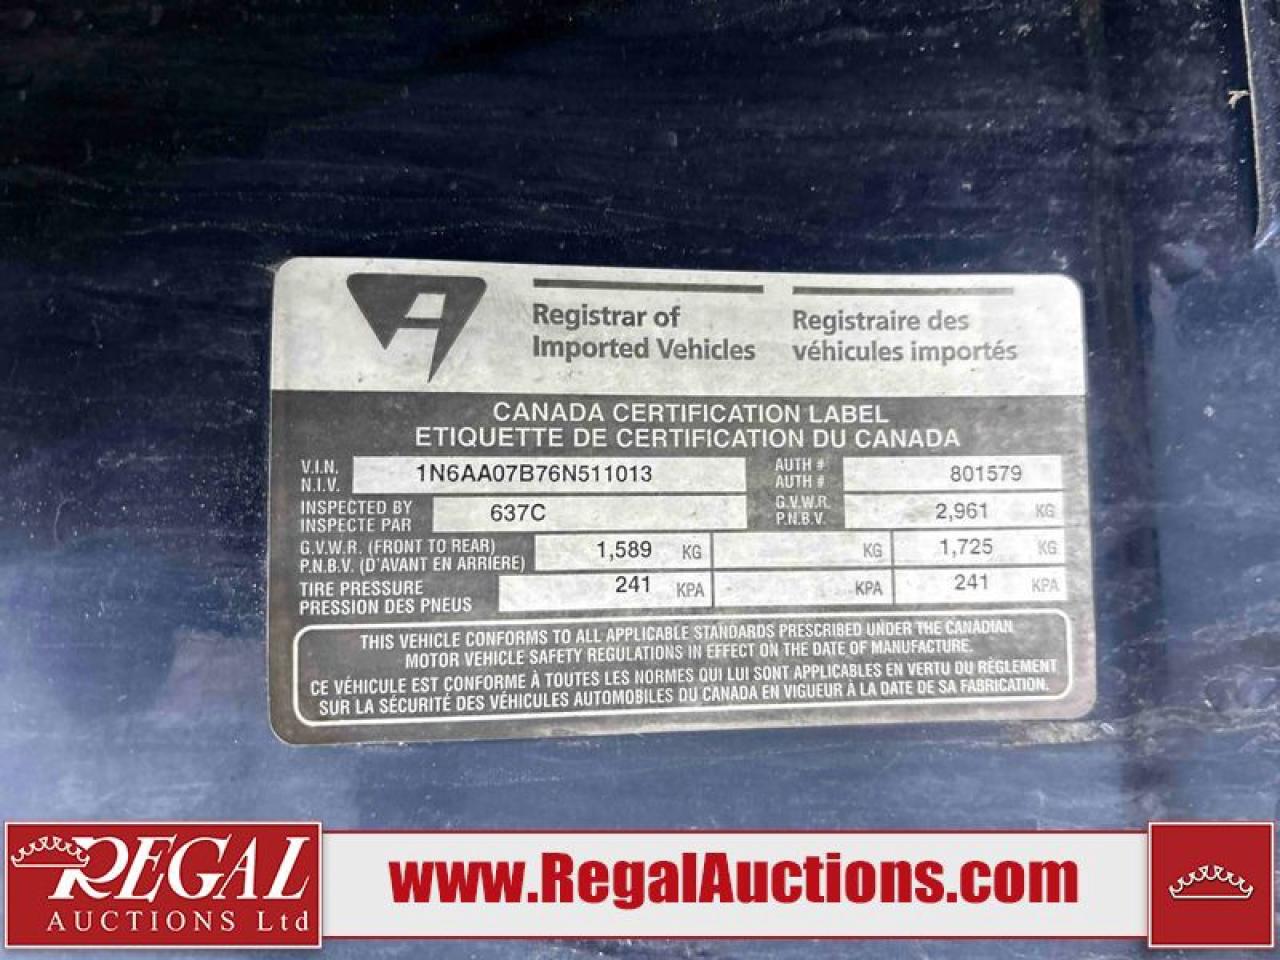 Registrar of
Imported Vehicles
Registraire des
véhicules importés
CANADA CERTIFICATION LABEL
ETIQUETTE DE CERTIFICATION DU CANADA
V.I.N.
N.I.V.
1N6AA07B76N511013
AUTH #
AUTH #
801579
INSPECTED BY
INSPECTE PAR
637C
G.V.W.R.
P.N.B.V.
2,961 KG
G.V.W.R. (FRONT TO REAR)
P.N.B.V. (D'AVANT EN ARRIERE)
1,589 KG KG 1,725 KG
TIRE PRESSURE
PRESSION DES PNEUS
241 KPA KPA 241 KPA
THIS VEHICLE CONFORMS TO ALL APPLICABLE STANDARDS PRESCRIBED UNDER THE CANADIAN
MOTOR VEHICLE SAFETY REGULATIONS IN EFFECT ON THE DATE OF MANUFACTURE.
CE VÉHICULE EST CONFORME À TOUTES LES NORMES QUI LUI SONT APPLICABLES EN VERTU DU RÈGLEMENT
SUR LA SÉCURITÉ DES VÉHICULES AUTOMOBILES DU CANADA EN VIGUEUR À LA DATE DE SA FABRICATION.
REGAL
AUCTIONS Ltd
www.RegalAuctions.com